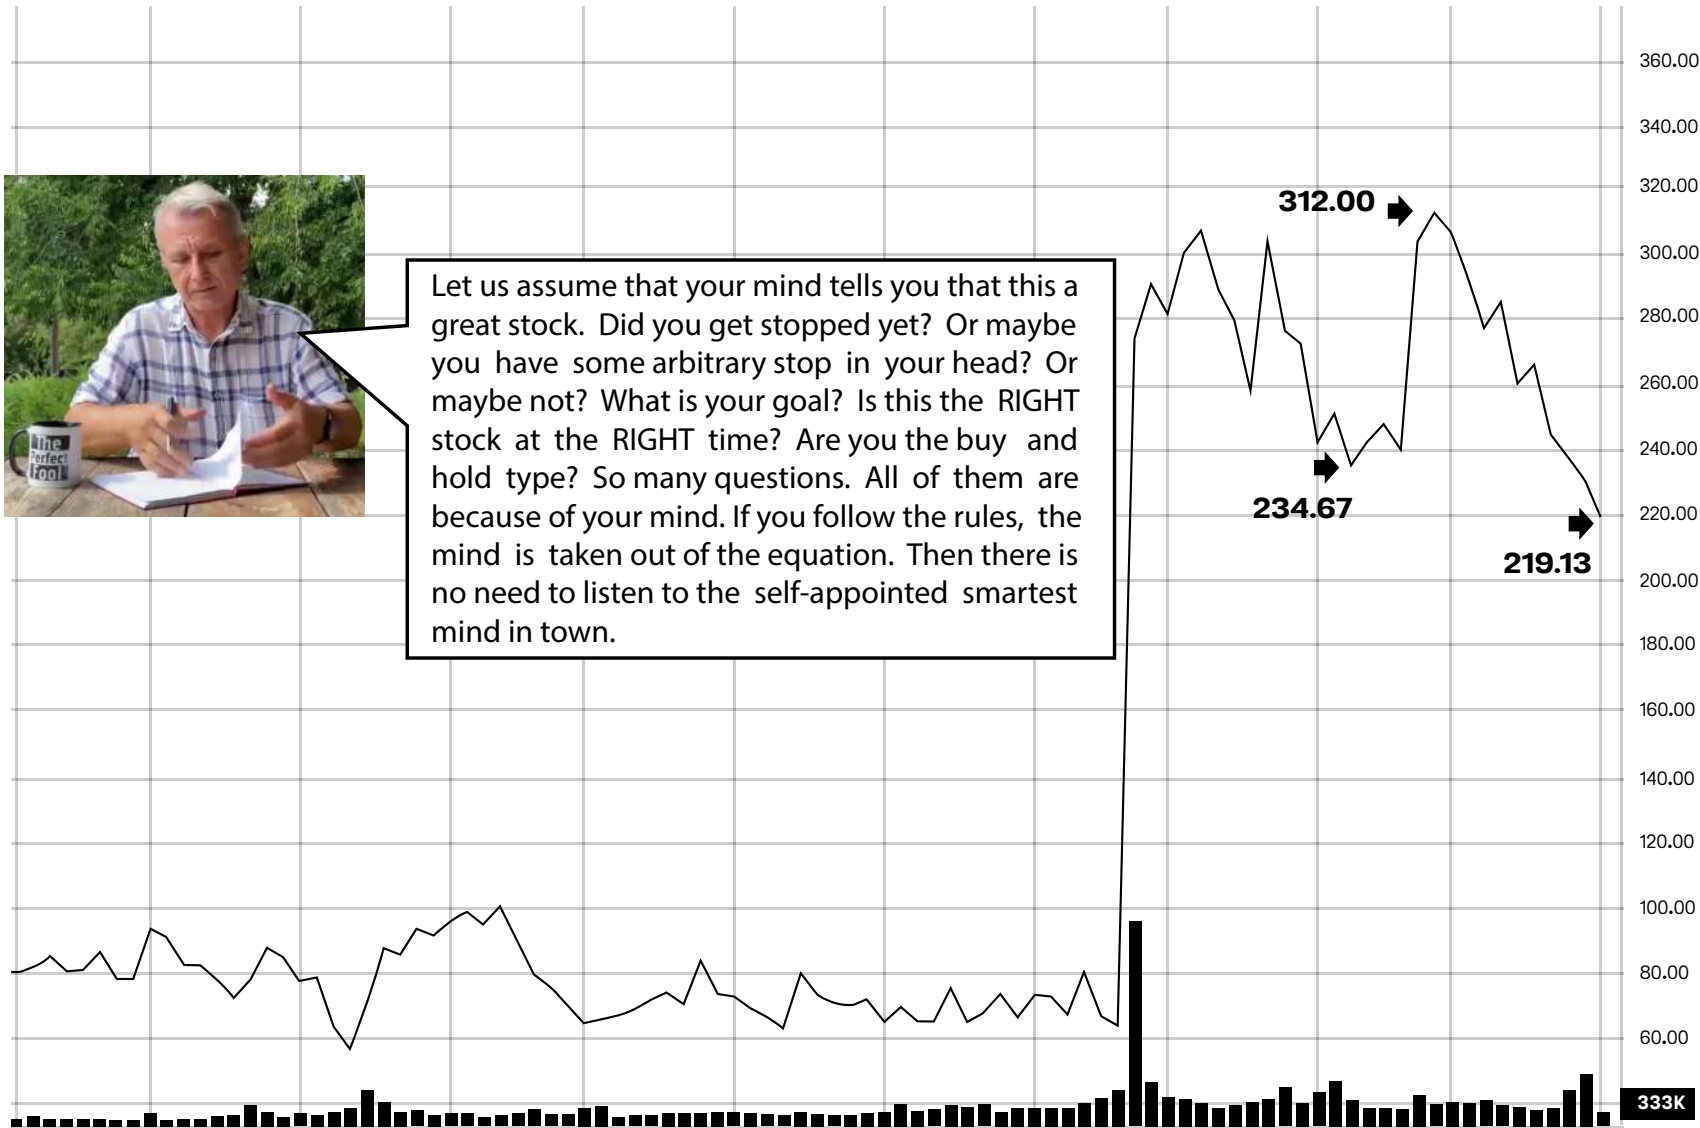 360.00
340.00
320.00
312.00
300.00
280.00
260.00
240.00
234.67
220.00
219.13
200.00
180.00
160.00
140.00
120.00
100.00
80.00
60.00
333K
Let us assume that your mind tells you that this a
great stock. Did you get stopped yet? Or maybe
you have some arbitrary stop in your head? Or
maybe not? What is your goal? Is this the RIGHT
stock at the RIGHT time? Are you the buy and
hold type? So many questions. All of them are
because of your mind. If you follow the rules, the
mind is taken out of the equation. Then there is
no need to listen to the self-appointed smartest
mind in town.
The
Perfect
Fool